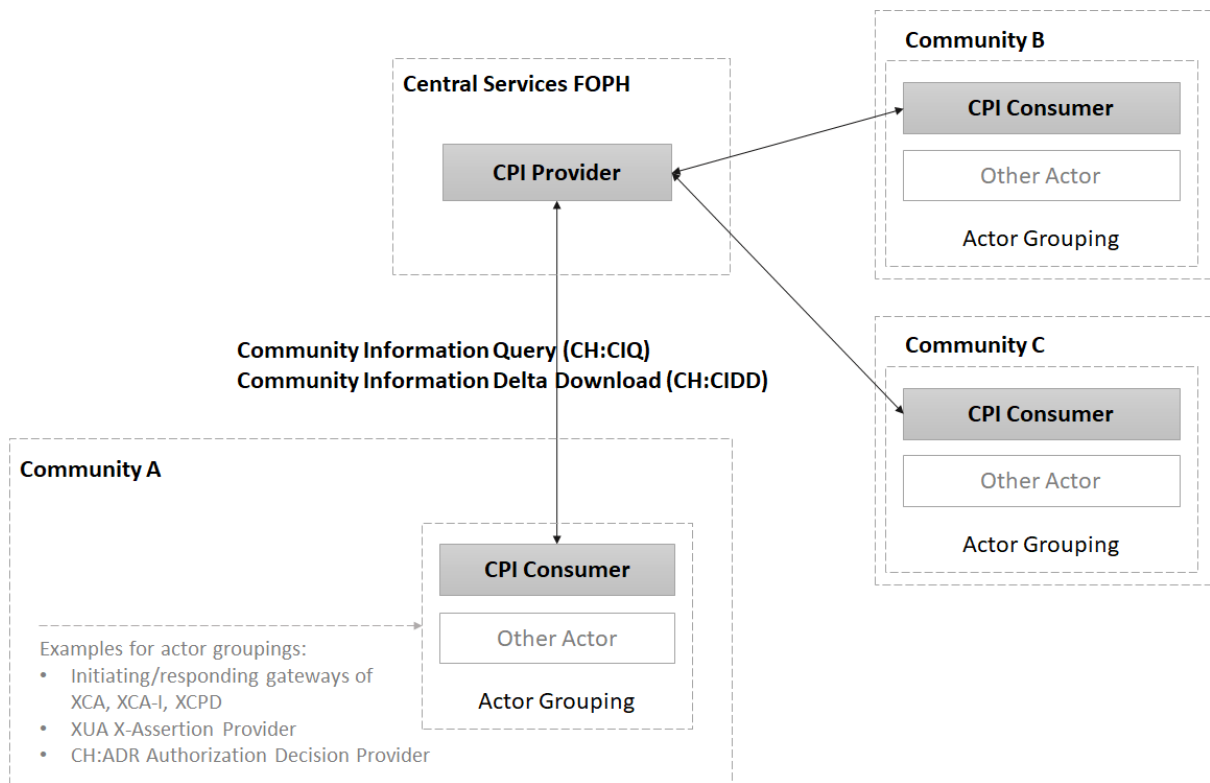 Community B
Central Services FOPH
CPI Consumer
CPI Provider
Other Actor
Actor Grouping
Community Information Query (CH:CIQ)
Community Information Delta Download (CH:CIDD)
Community C
CPI Consumer
Other Actor
Actor Grouping
Community A
CPI Consumer
Other Actor
Actor Grouping
Examples for actor groupings:
• Initiating/responding gateways of
XCA, XCA-I, XCPD
• XUA X-Assertion Provider
• CH:ADR Authorization Decision Provider